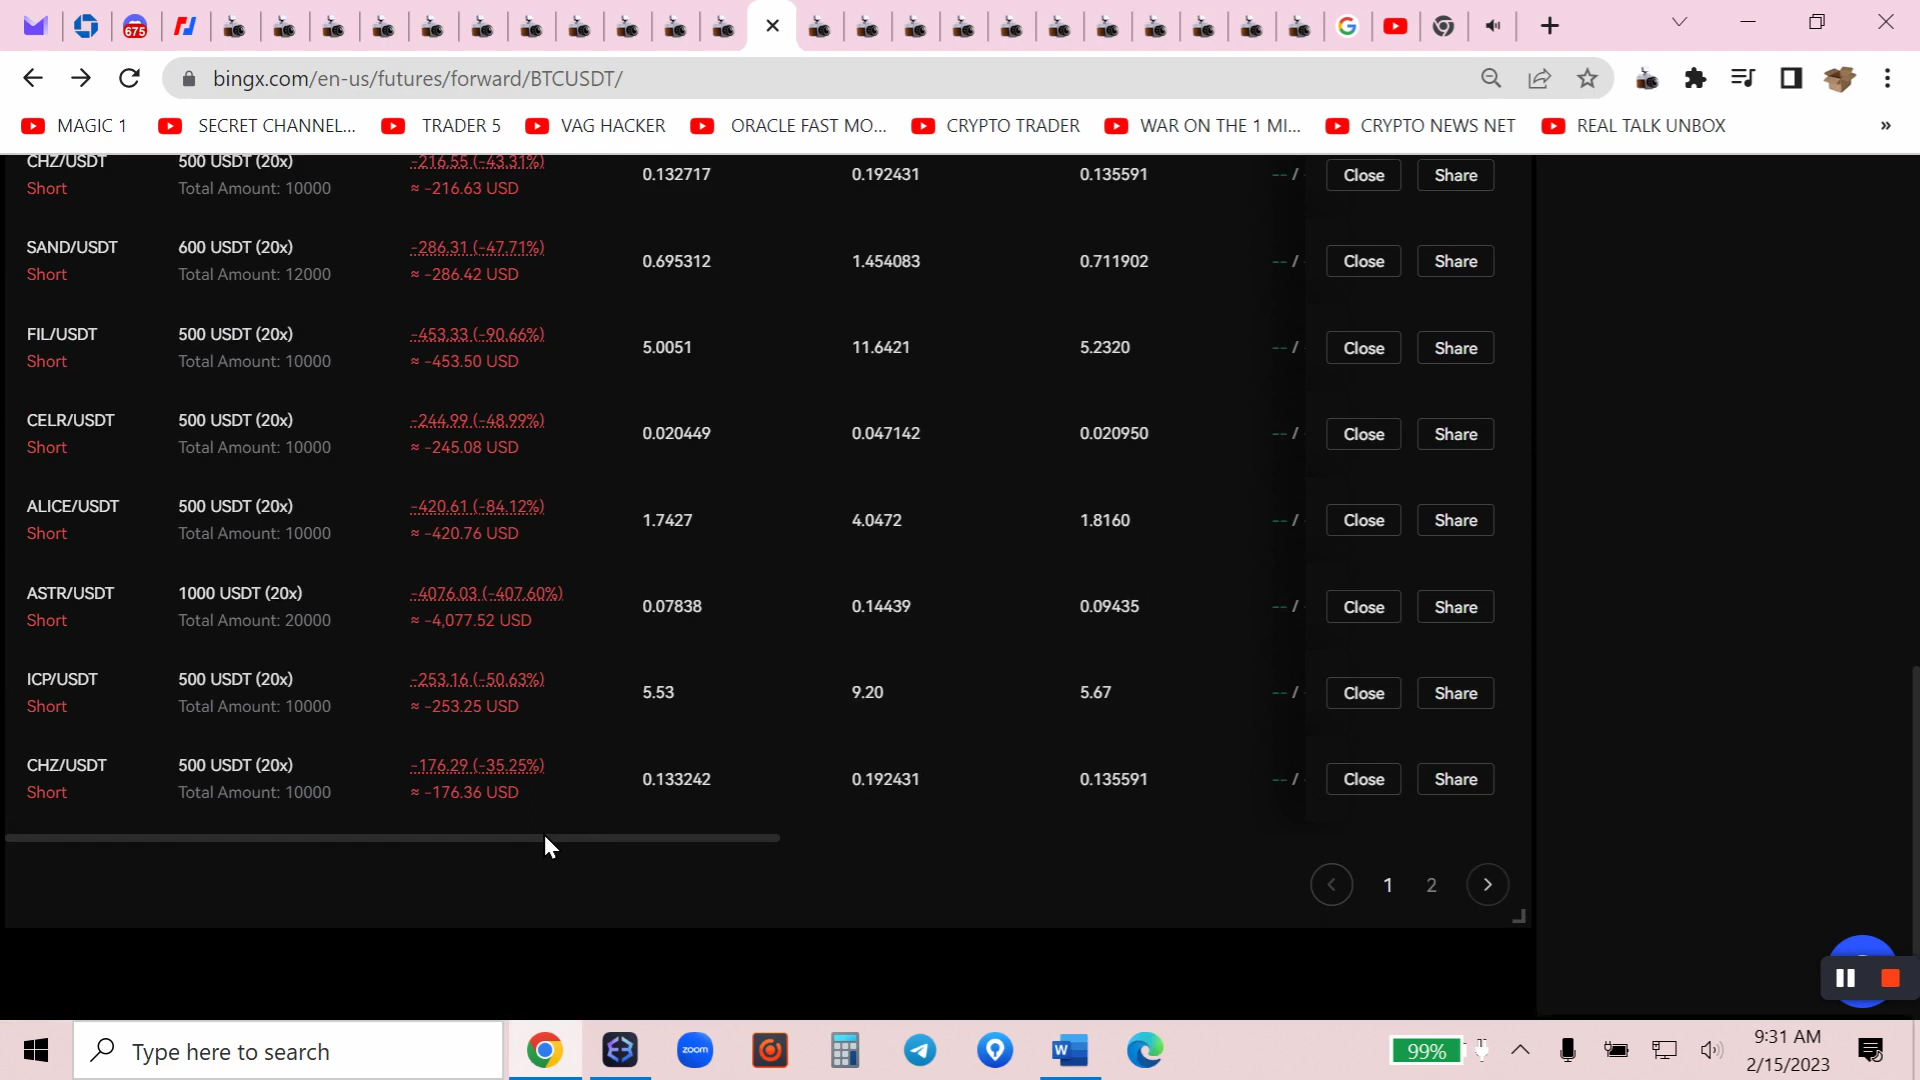 675
bingx.com/en-us/futures/forward/BTCUSDT/
MAGIC 1 SECRET CHANNEL... TRADER 5 VAG HACKER ORACLE FAST MO... CRYPTO TRADER WAR ON THE 1 MI... CRYPTO NEWS NET REAL TALK UNBOX »
CHZ/USDT 500 USDT (20x) -216.55 (-43.31%) 0.132717 0.192431 0.135591 -- / Close Share
Short Total Amount: 10000 ≈ -216.63 USD
SAND/USDT 600 USDT (20x) -286.31 (-47.71%) 0.695312 1.454083 0.711902 -- / Close Share
Short Total Amount: 12000 ≈ -286.42 USD
FIL/USDT 500 USDT (20x) -453.33 (-90.66%) 5.0051 11.6421 5.2320 -- / Close Share
Short Total Amount: 10000 ≈ -453.50 USD
CELR/USDT 500 USDT (20x) -244.99 (-48.99%) 0.020449 0.047142 0.020950 -- / Close Share
Short Total Amount: 10000 ≈ -245.08 USD
ALICE/USDT 500 USDT (20x) -420.61 (-84.12%) 1.7427 4.0472 1.8160 -- / Close Share
Short Total Amount: 10000 ≈ -420.76 USD
ASTR/USDT 1000 USDT (20x) -4076.03 (-407.60%) 0.07838 0.14439 0.09435 -- / Close Share
Short Total Amount: 20000 ≈ -4,077.52 USD
ICP/USDT 500 USDT (20x) -253.16 (-50.63%) 5.53 9.20 5.67 -- / Close Share
Short Total Amount: 10000 ≈ -253.25 USD
CHZ/USDT 500 USDT (20x) -176.29 (-35.25%) 0.133242 0.192431 0.135591 -- / Close Share
Short Total Amount: 10000 ≈ -176.36 USD
1 2
Type here to search zoom W 99% 9:31 AM
2/15/2023